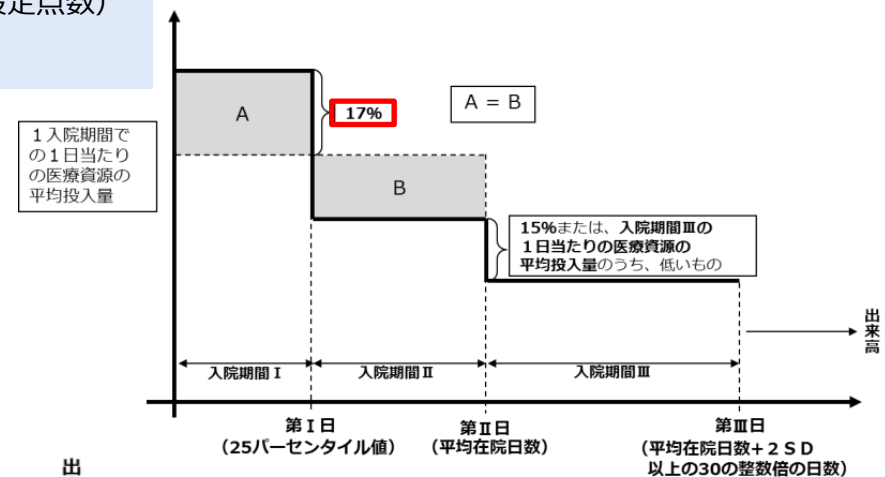 設定点数）
A
17%
A = B
１入院期間で
の１日当たり
の医療資源の
平均投入量
B
15%または、入院期間Ⅲの
１日当たりの医療資源の
平均投入量のうち、低いもの
出来高
入院期間Ⅰ
入院期間Ⅱ
入院期間Ⅲ
第Ⅰ日
（25パーセンタイル値）
第Ⅱ日
（平均在院日数）
第Ⅲ日
（平均在院日数+２ＳＤ
以上の30の整数倍の日数）
出